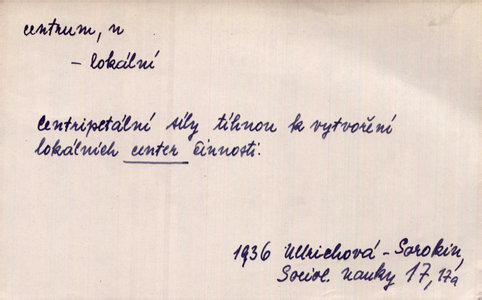 centrum, n
- lokální
Centripetální síly tíhnou k vytvoření
lokálních center činnosti.
1936 Ullrichová - Sorokin,
Sociol. nauky 17, 17a